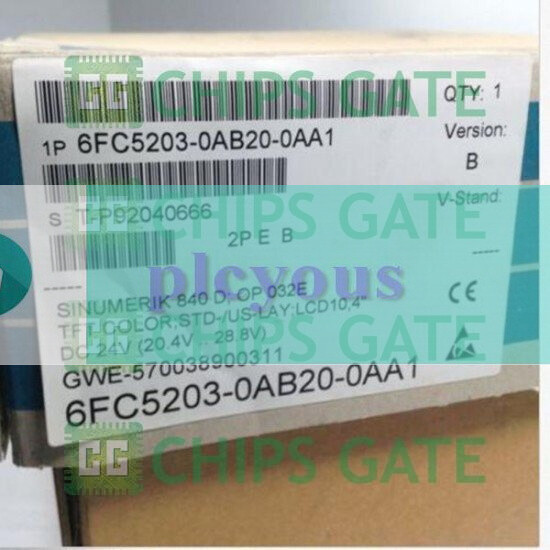 CHIPS GATE
QTY: 1
1P 6FC5203-0AB20-0AA1
Version:
B
S T-P92040666
V-Stand:
CHIPS GATE
2P E B
plcyous
SINUMERIK 840 D, OP 032E
TFT/COLOR;STD-/US-LAY;LCD10,4"
DC 24V (20.4V .. 28.8V)
CE
CHIPS GATE
GWE-570038900311
6FC5203-0AB20-0AA1
CHIPS GATE